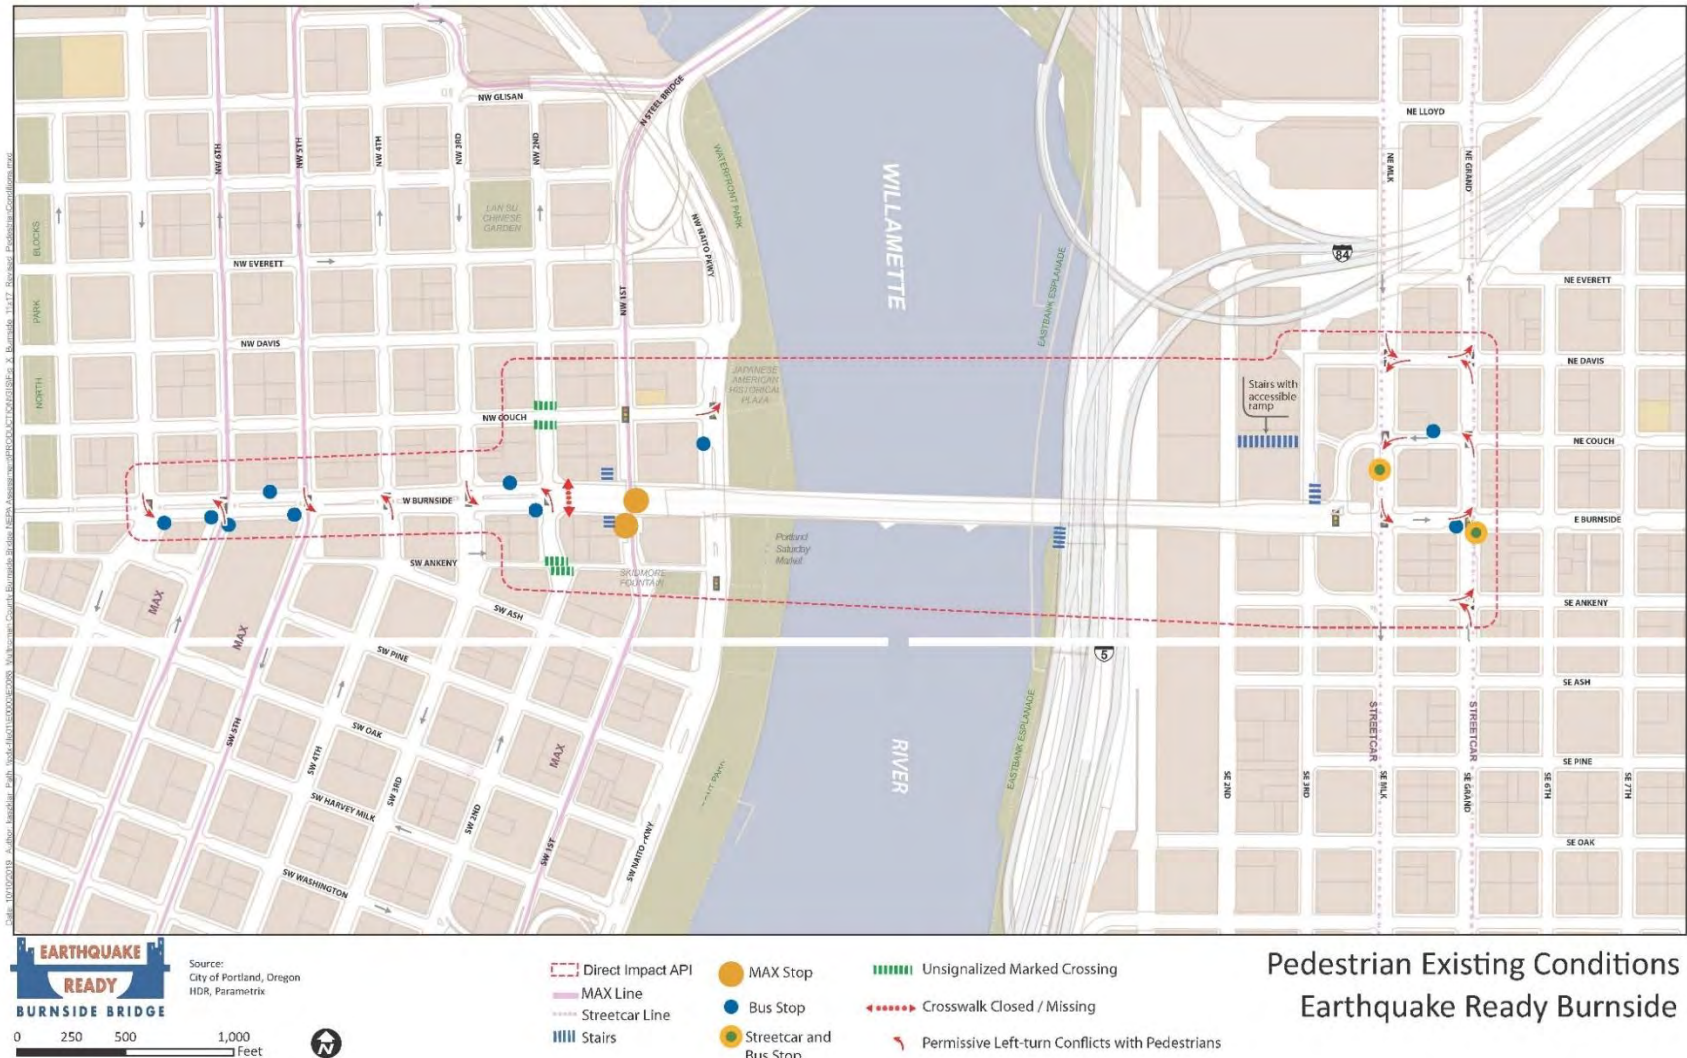 NW GLISAN
N STEEL BRIDGE
NE LLOYD
NW 6TH
NW 5TH
NW 4TH
NW 3RD
NW 2ND
NE MLK
NE GRAND
WATERFRONT PARK
WILLAMETTE
LAN SU
CHINESE
GARDEN
NW NAITO PKWY
BLOCKS
NW EVERETT
84
EASTBANK ESPLANADE
NE EVERETT
NW 1ST
PARK
NW DAVIS
NE DAVIS
JAPANESE
AMERICAN
HISTORICAL
PLAZA
Stairs with
accessible
ramp
NORTH
NW COUCH
NE COUCH
W BURNSIDE
E BURNSIDE
Portland
Saturday
Market
SW ANKENY
SKIDMORE
FOUNTAIN
MAX
SW ASH
SE ANKENY
MAX
SW PINE
5
SE ASH
SW 5TH
SW OAK
SW 4TH
MAX
RIVER
EASTBANK ESPLANADE
STREETCAR
STREETCAR
SE PINE
SW 3RD
SW HARVEY MILK
SW 2ND
SE 2ND
SE 3RD
SE MLK
SE GRAND
SE 6TH
SE 7TH
SW 1ST
SW NAITO PKWY
SE OAK
SW WASHINGTON
EARTHQUAKE
READY
BURNSIDE BRIDGE
Source:
City of Portland, Oregon
HDR, Parametrix
0 250 500 1,000
Feet
N
Direct Impact API
MAX Line
Streetcar Line
Stairs
MAX Stop
Bus Stop
Streetcar and
Bus Stop
Unsignalized Marked Crossing
Crosswalk Closed / Missing
Permissive Left-turn Conflicts with Pedestrians
Pedestrian Existing Conditions
Earthquake Ready Burnside